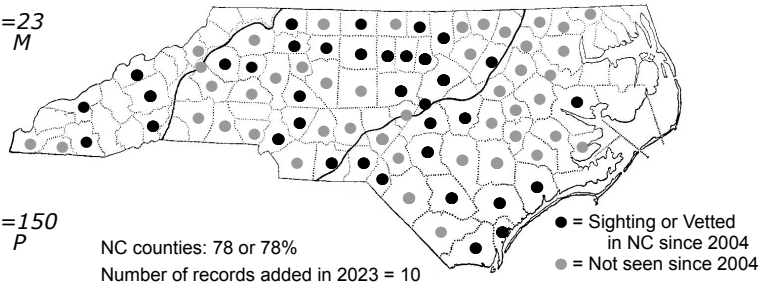 =23
M
=150
P
NC counties: 78 or 78%
Number of records added in 2023 = 10
= Sighting or Vetted
in NC since 2004
= Not seen since 2004